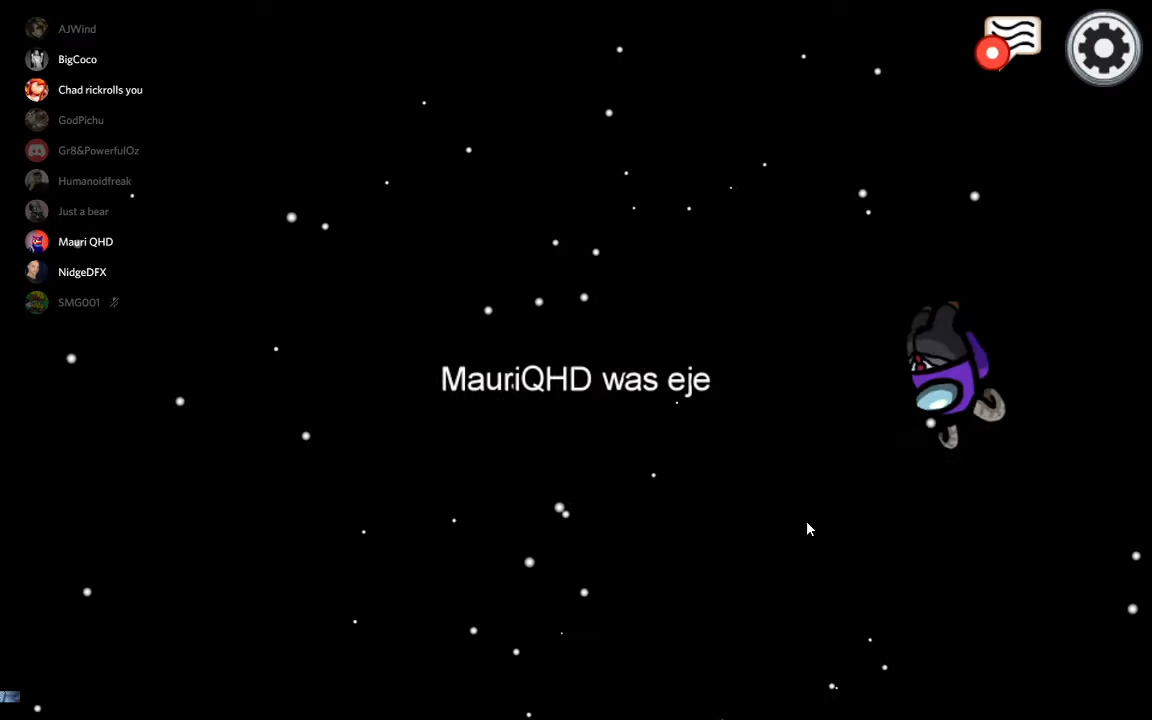 AJWind
BigCoco
Chad rickrolls you
GodPichu
Gr8&PowerfulOz
Humanoidfreak
Just a bear
Mauri QHD
NidgeDFX
SMG001
MauriQHD was eje